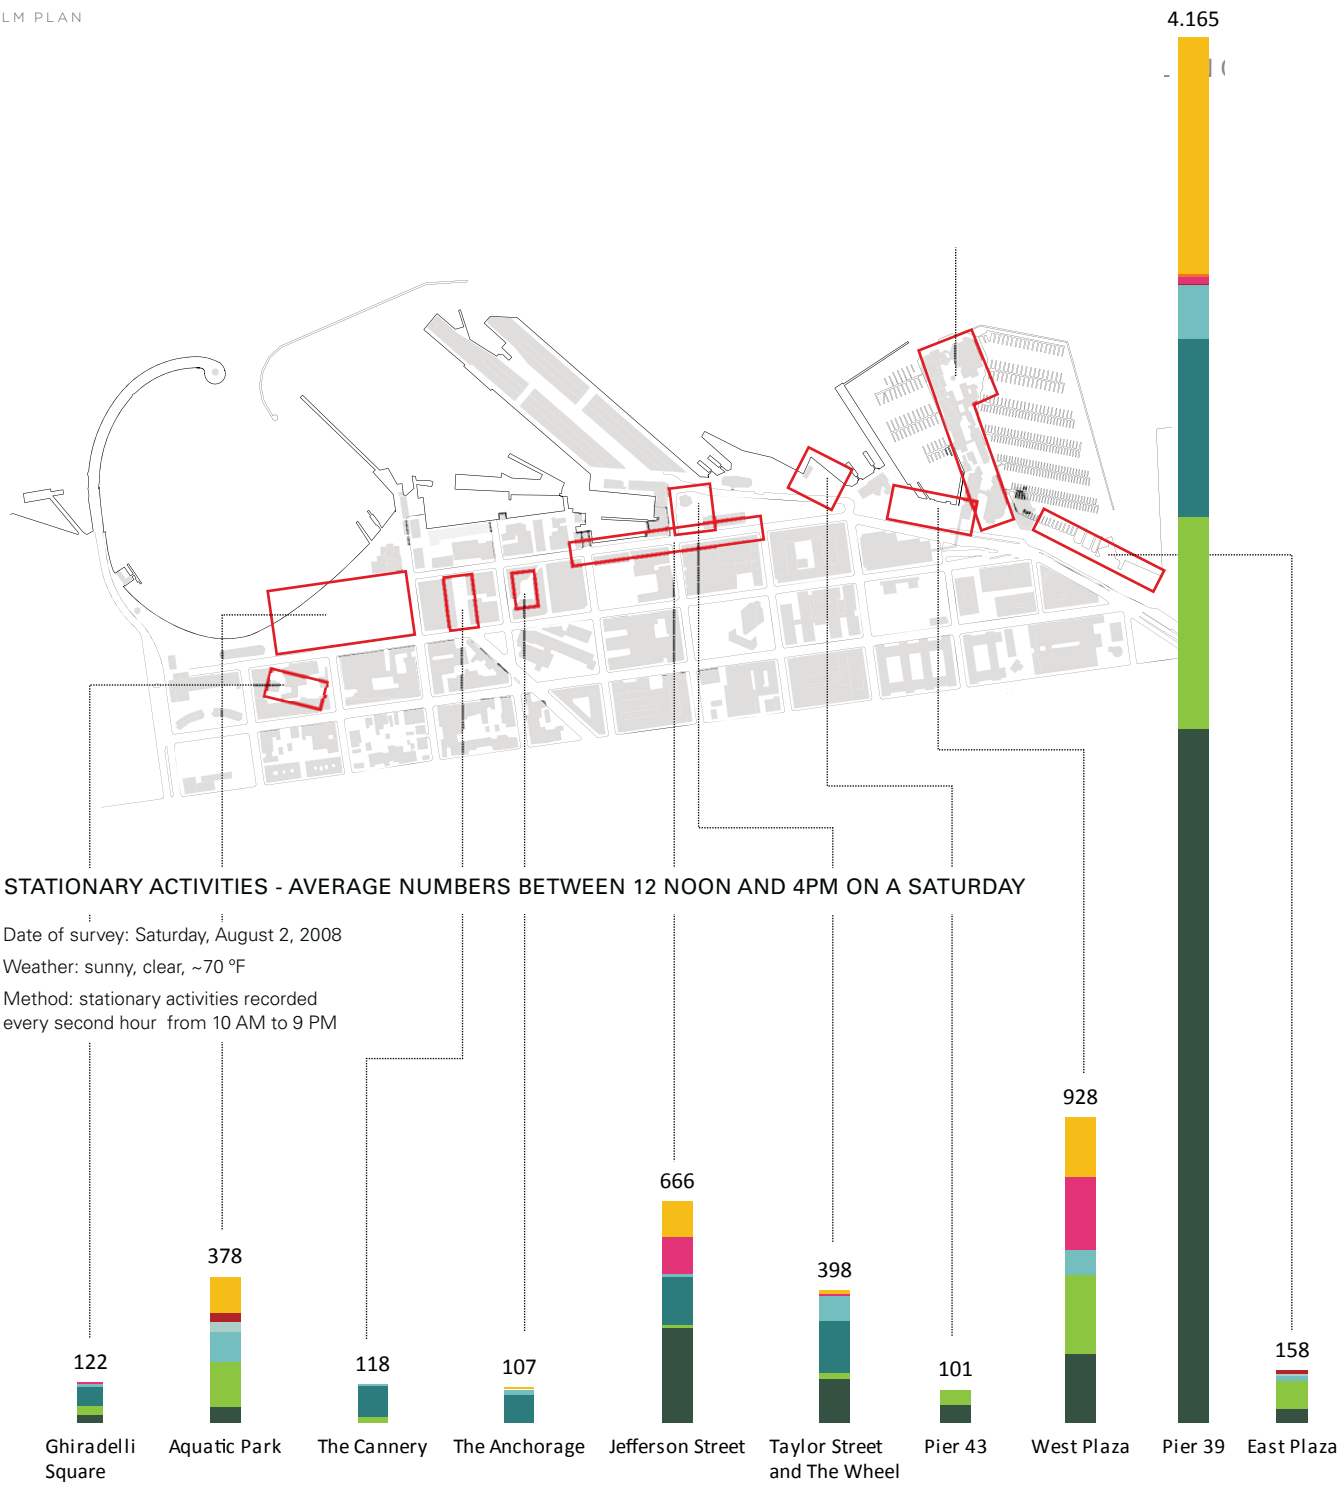 LM PLAN
4.165
STATIONARY ACTIVITIES - AVERAGE NUMBERS BETWEEN 12 NOON AND 4PM ON A SATURDAY
Date of survey: Saturday, August 2, 2008
Weather: sunny, clear, ~70 ºF
Method: stationary activities recorded
every second hour from 10 AM to 9 PM
928
666
378
398
122
118
107
101
158
Ghiradelli
Square
Aquatic Park
The Cannery
The Anchorage
Jefferson Street
Taylor Street
and The Wheel
Pier 43
West Plaza
Pier 39
East Plaza